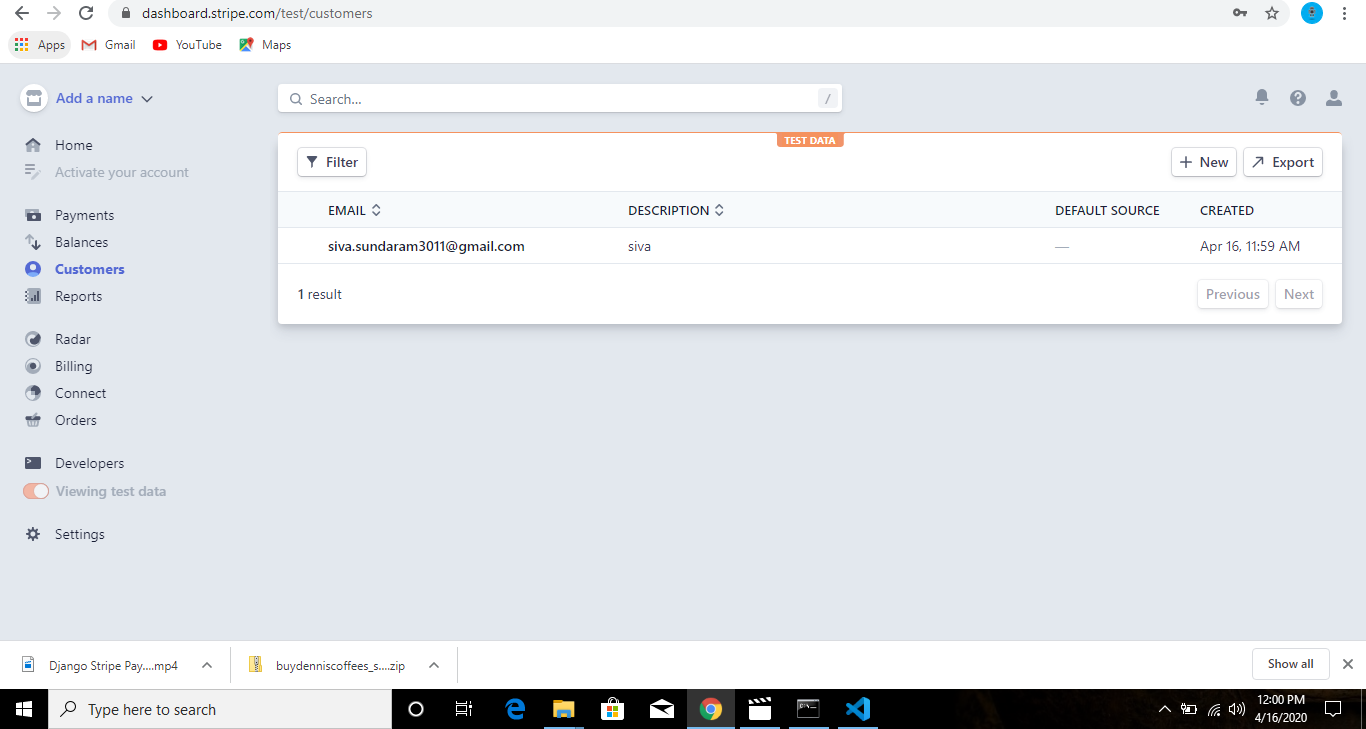 dashboard.stripe.com/test/customers
Apps Gmail YouTube Maps
Add a name
Search... /
Home
Activate your account
Payments
Balances
Customers
Reports
Radar
Billing
Connect
Orders
Developers
Viewing test data
Settings
TEST DATA
Filter + New Export
EMAIL DESCRIPTION DEFAULT SOURCE CREATED
siva.sundaram3011@gmail.com siva — Apr 16, 11:59 AM
1 result Previous Next
Django Stripe Pay....mp4 buydenniscoffees_s....zip Show all
Type here to search
12:00 PM
4/16/2020